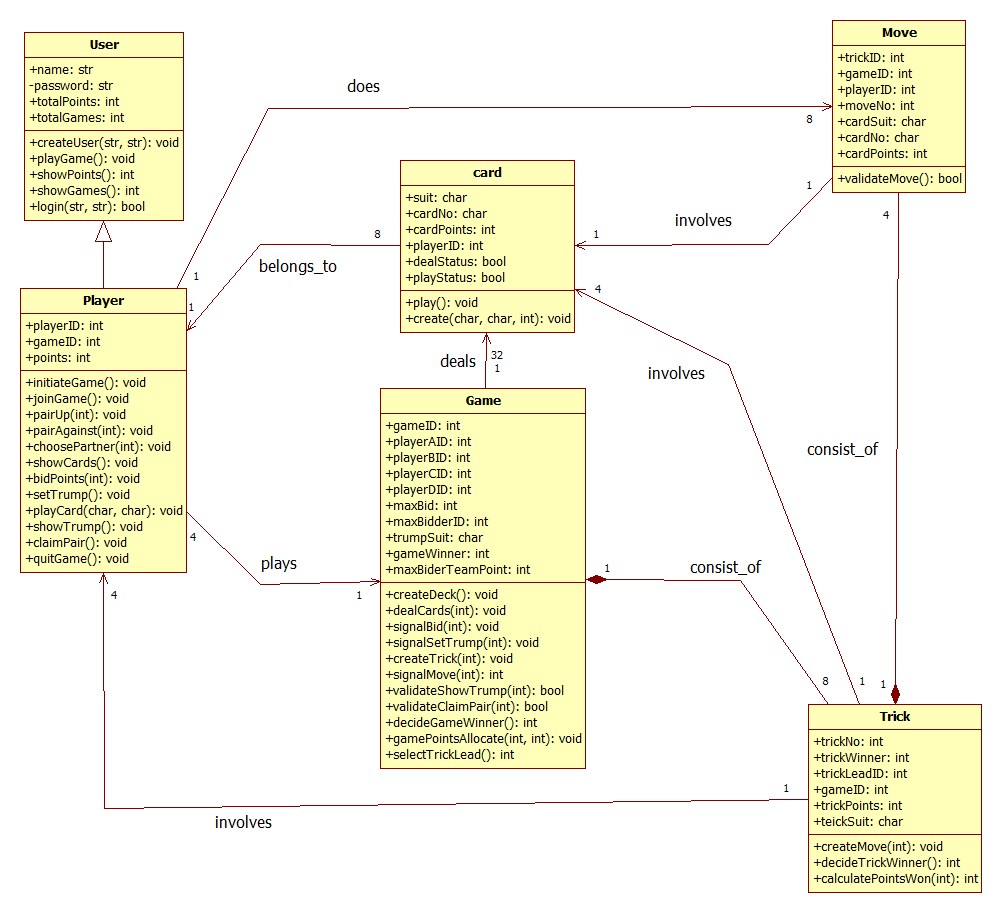 User
+name: str
-password: str
+totalPoints: int
+totalGames: int
+createUser(str, str): void
+playGame(): void
+showPoints(): int
+showGames(): int
+login(str, str): bool
does
Move
+trickID: int
+gameID: int
+playerID: int
+moveNo: int
+cardSuit: char
+cardNo: char
+cardPoints: int
+validateMove(): bool
8
1
4
card
+suit: char
+cardNo: char
+cardPoints: int
+playerID: int
+dealStatus: bool
+playStatus: bool
+play(): void
+create(char, char, int): void
involves
1
8
belongs_to
1
1
4
Player
+playerID: int
+gameID: int
+points: int
+initiateGame(): void
+joinGame(): void
+pairUp(int): void
+pairAgainst(int): void
+choosePartner(int): void
+showCards(): void
+bidPoints(int): void
+setTrump(): void
+playCard(char, char): void
+showTrump(): void
+claimPair(): void
+quitGame(): void
deals
32
1
involves
Game
+gameID: int
+playerAID: int
+playerBID: int
+playerCID: int
+playerDID: int
+maxBid: int
+maxBidderID: int
+trumpSuit: char
+gameWinner: int
+maxBiderTeamPoint: int
+createDeck(): void
+dealCards(int): void
+signalBid(int): void
+signalSetTrump(int): void
+createTrick(int): void
+signalMove(int): int
+validateShowTrump(int): bool
+validateClaimPair(int): bool
+decideGameWinner(): int
+gamePointsAllocate(int, int): void
+selectTrickLead(): int
consist_of
4
plays
1
1
consist_of
4
8
1
1
Trick
+trickNo: int
+trickWinner: int
+trickLeadID: int
+gameID: int
+trickPoints: int
+teickSuit: char
+createMove(int): void
+decideTrickWinner(): int
+calculatePointsWon(int): int
1
involves